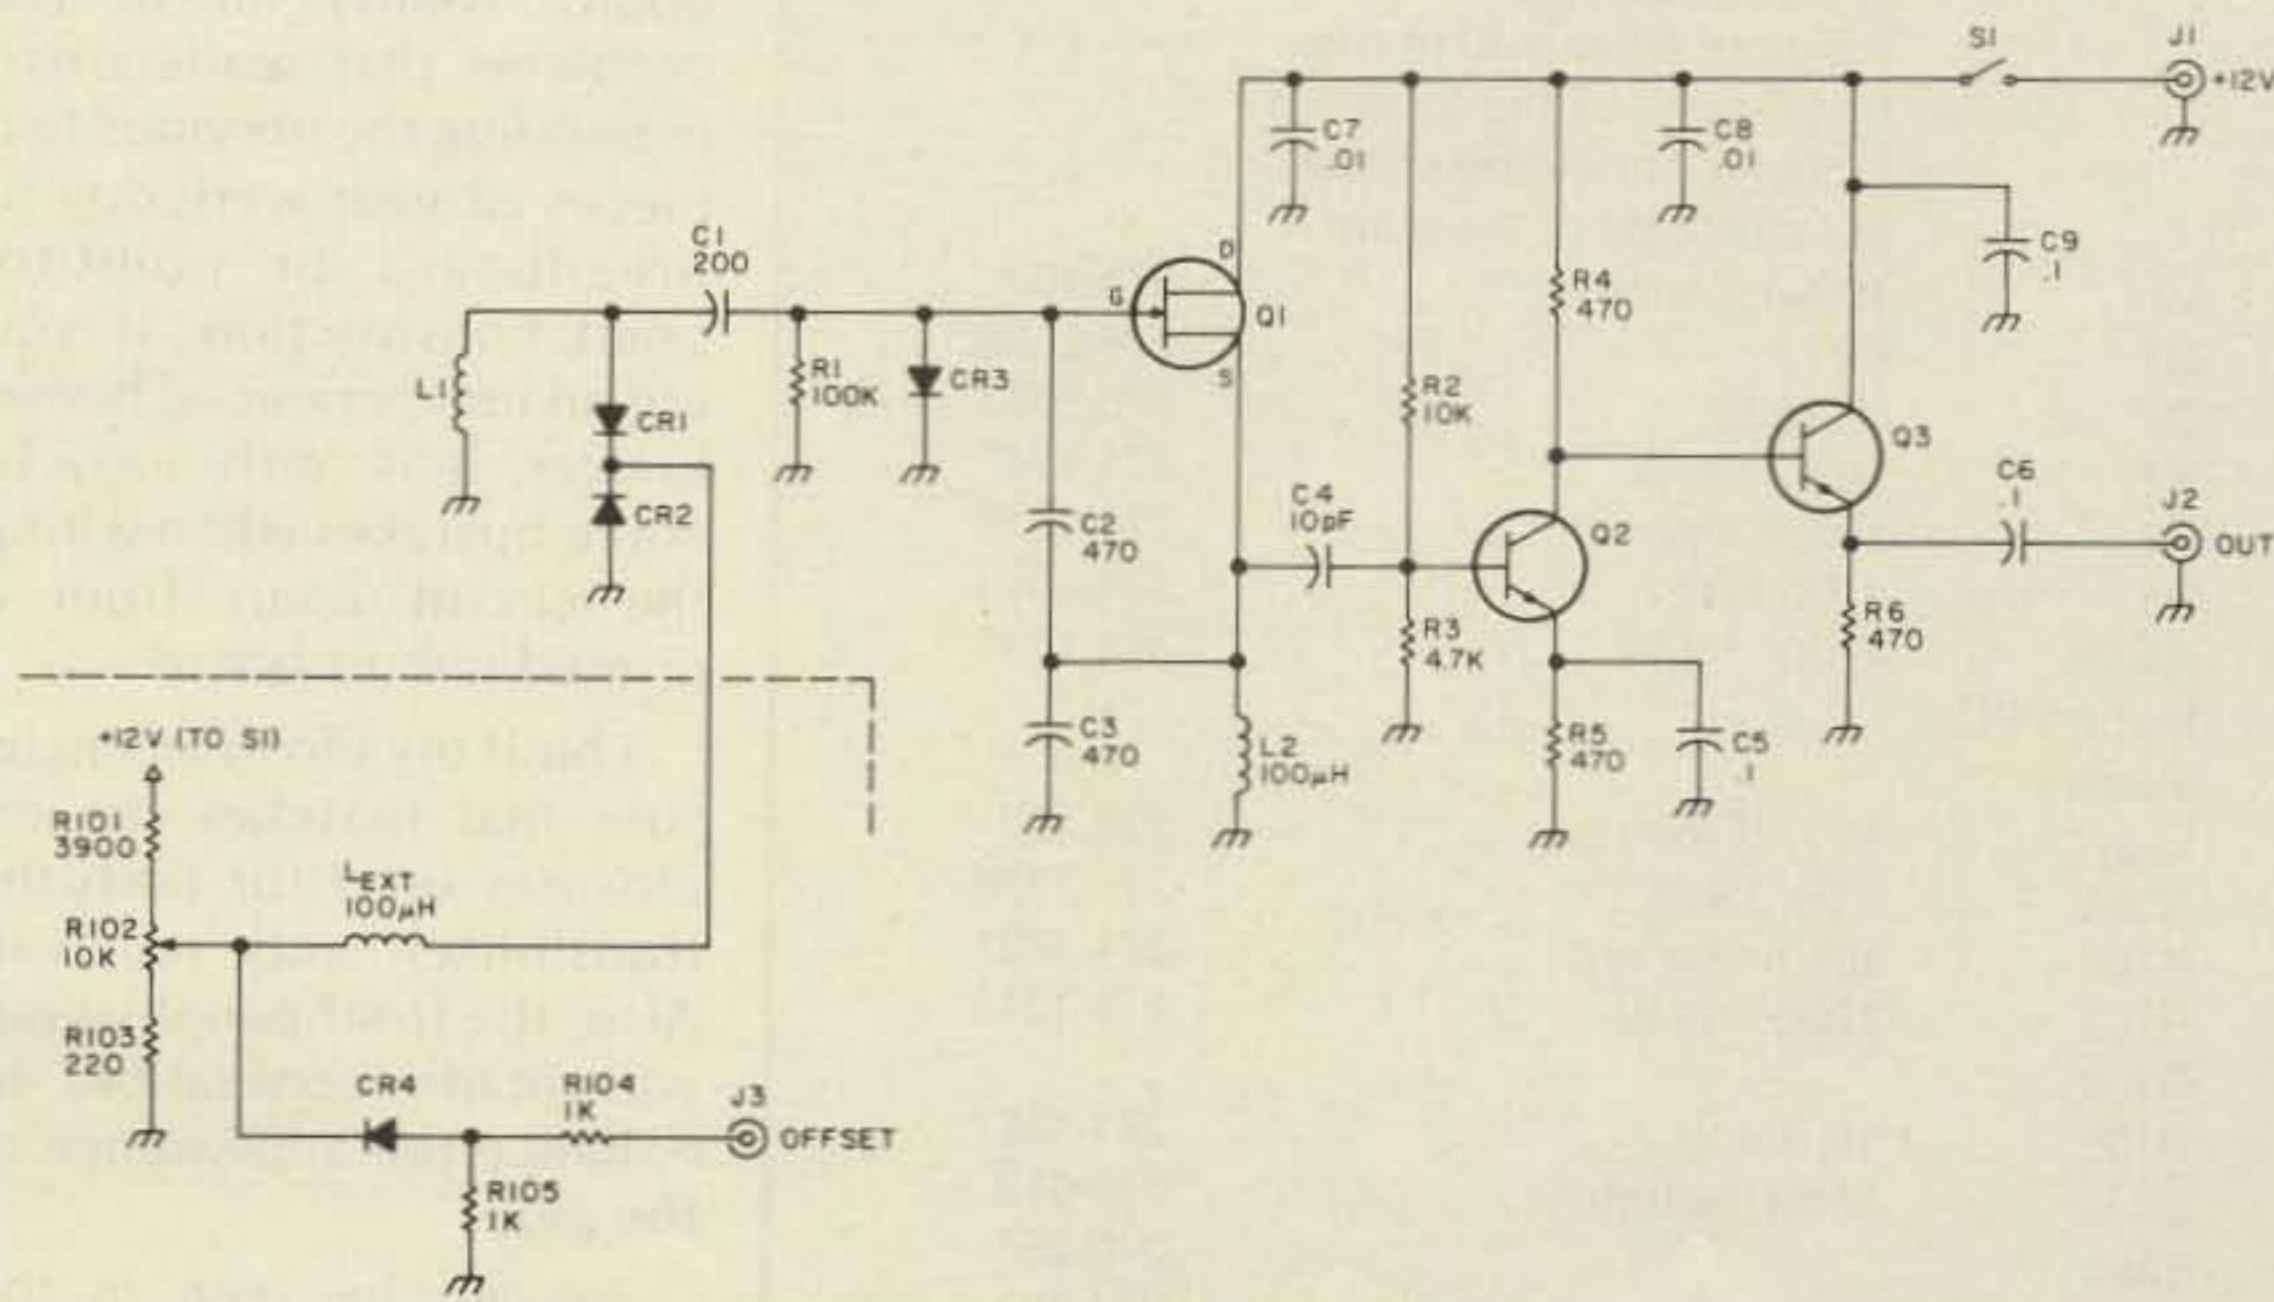 S1
J1
+12V
C7
.01
C8
.01
C9
.1
C1
200
D
G
Q1
S
R4
470
L1
CR1
R1
100K
CR3
R2
10K
Q3
CR2
C2
470
C4
10pF
Q2
C6
.1
J2
OUT
R3
4.7K
R6
470
+12V (TO S1)
C3
470
L2
100µH
R5
470
C5
.1
R101
3900
LEXT
100µH
R102
10K
R103
220
CR4
R104
1K
J3
OFFSET
R105
1K